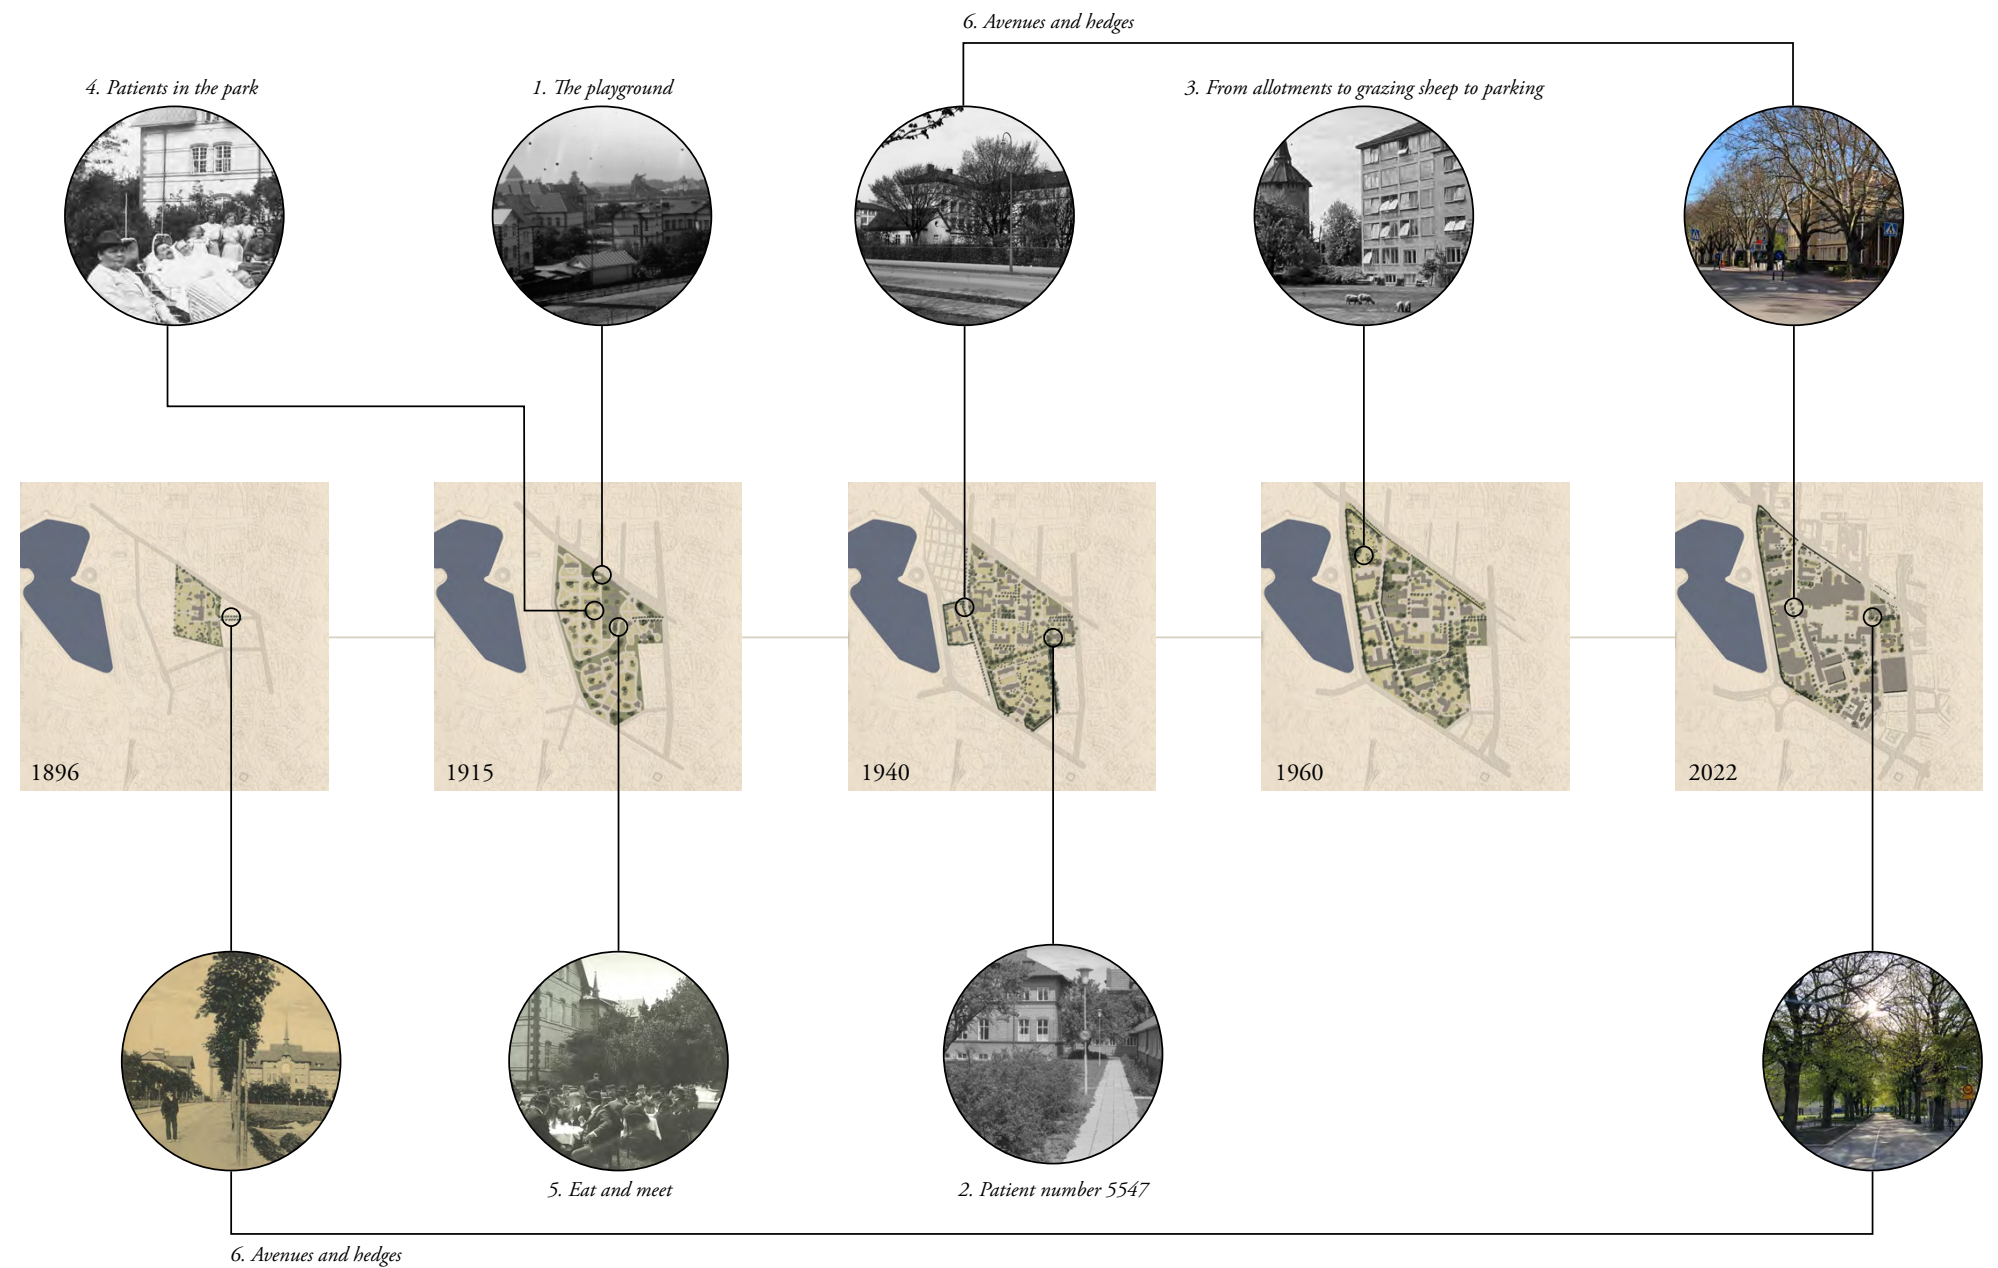 6. Avenues and hedges
4. Patients in the park
1. The playground
3. From allotments to grazing sheep to parking
1896
1915
1940
1960
2022
5. Eat and meet
2. Patient number 5547
6. Avenues and hedges